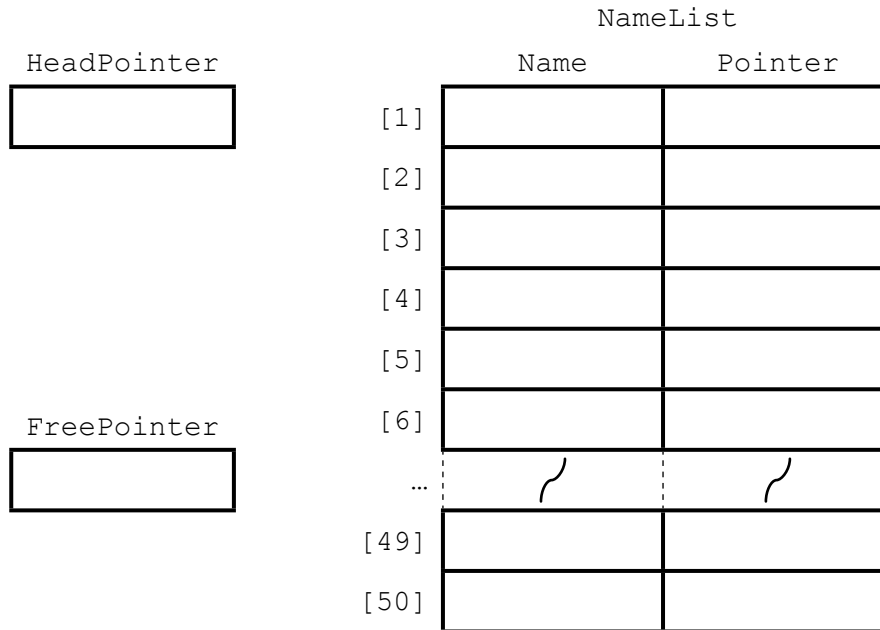 NameList
HeadPointer Name Pointer
[1]
[2]
[3]
[4]
[5]
FreePointer [6]
…
[49]
[50]